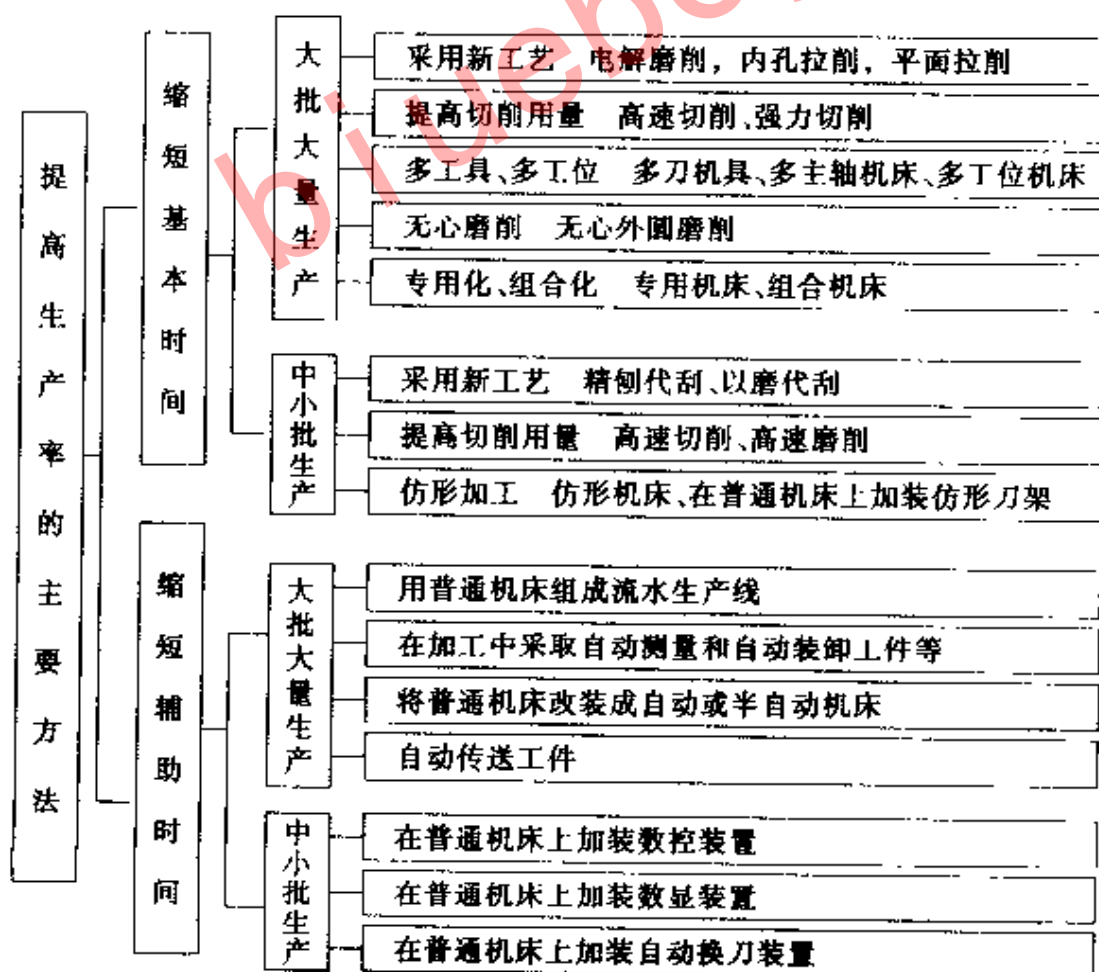 提高生产率的主要方法
缩短基本时间
大批大量生产
采用新工艺 电解磨削，内孔拉削，平面拉削
提高切削用量 高速切削、强力切削
多工具、多工位 多刀机具、多主轴机床、多工位机床
无心磨削 无心外圆磨削
专用化、组合化 专用机床、组合机床
中小批生产
采用新工艺 精刨代刮、以磨代刮
提高切削用量 高速切削、高速磨削
仿形加工 仿形机床、在普通机床上加装仿形刀架
缩短辅助时间
大批大量生产
用普通机床组成流水生产线
在加工中采取自动测量和自动装卸工件等
将普通机床改装成自动或半自动机床
自动传送工件
中小批生产
在普通机床上加装数控装置
在普通机床上加装数显装置
在普通机床上加装自动换刀装置